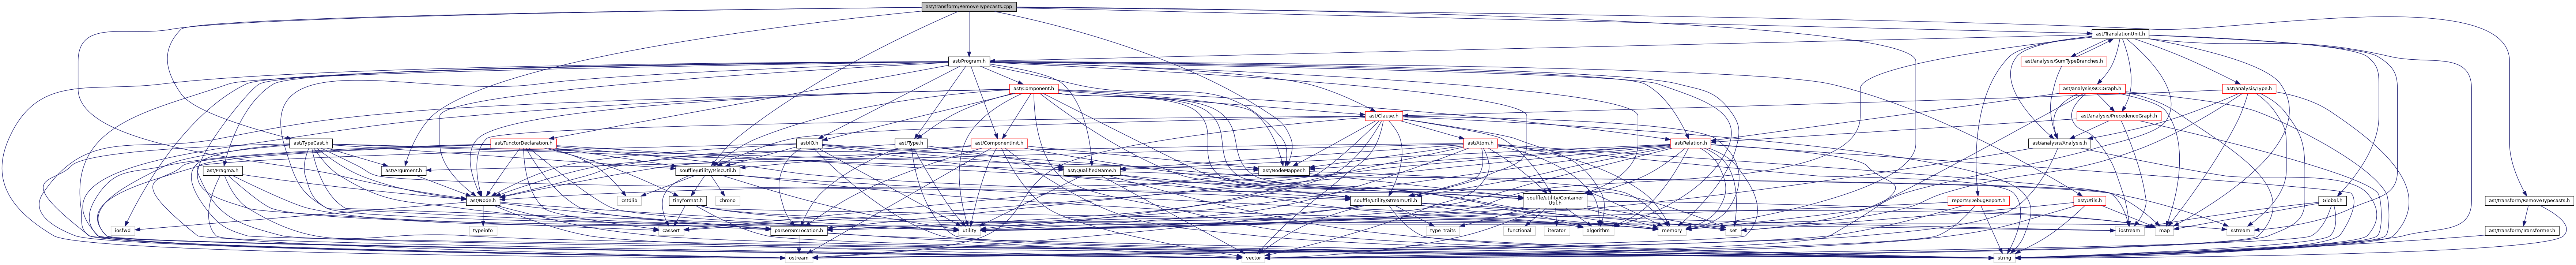 ast/transform/RemoveTypecasts.cpp
ast/TranslationUnit.h
ast/Program.h
ast/analysis/SumTypeBranches.h
ast/Component.h
ast/analysis/SCCGraph.h
ast/analysis/Type.h
ast/Clause.h
ast/analysis/PrecedenceGraph.h
ast/TypeCast.h
ast/FunctorDeclaration.h
ast/IO.h
ast/Type.h
ast/ComponentInit.h
ast/Atom.h
ast/Relation.h
ast/analysis/Analysis.h
ast/Pragma.h
ast/Argument.h
souffle/utility/MiscUtil.h
ast/QualifiedName.h
ast/NodeMapper.h
ast/Node.h
cstdlib
tinyformat.h
chrono
souffle/utility/StreamUtil.h
souffle/utility/Container
Util.h
reports/DebugReport.h
ast/Utils.h
Global.h
ast/transform/RemoveTypecasts.h
iosfwd
typeinfo
cassert
parser/SrcLocation.h
utility
type_traits
functional
iterator
algorithm
memory
set
iostream
map
sstream
ast/transform/Transformer.h
ostream
vector
string